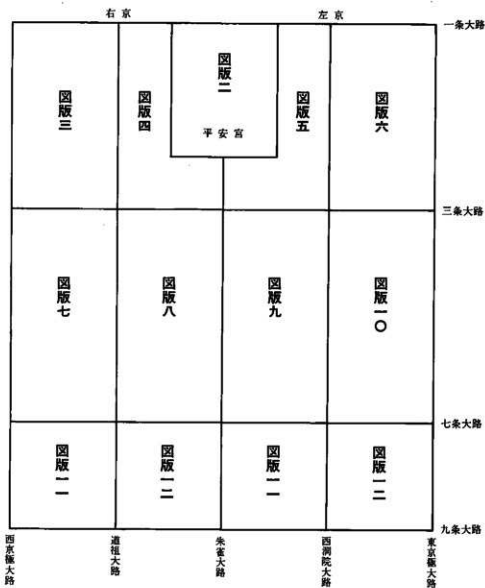 右京
左京
一条大路
図版三
図版四
図版二
平安宮
図版五
図版六
三条大路
図版七
図版八
図版九
図版一〇
七条大路
図版一一
図版一二
図版一一
図版一二
九条大路
西京極大路
道祖大路
朱雀大路
西洞院大路
東京極大路